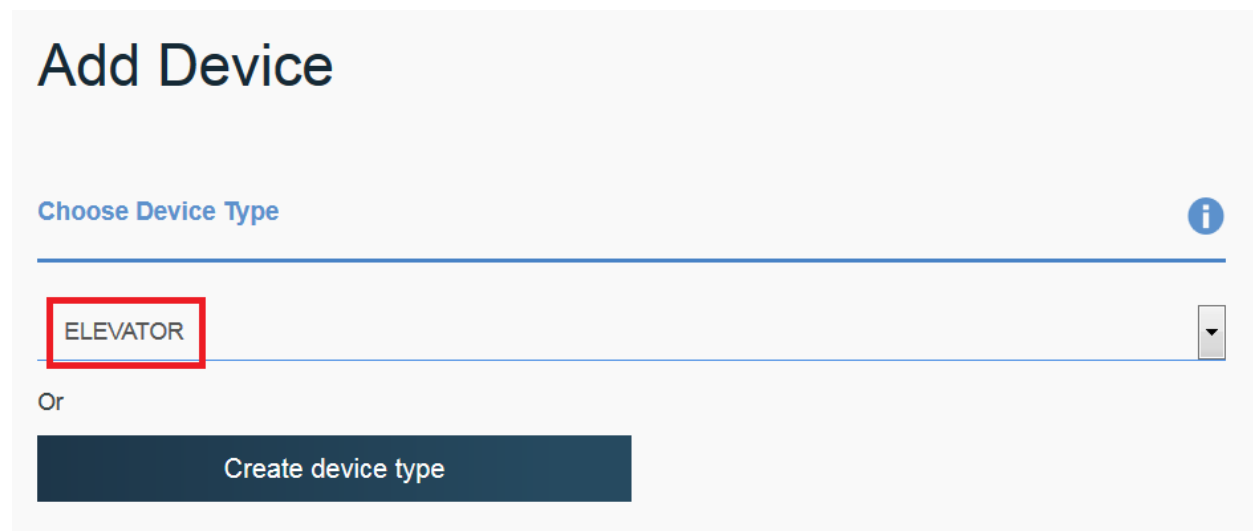 Add Device
Choose Device Type
ELEVATOR
Or
Create device type